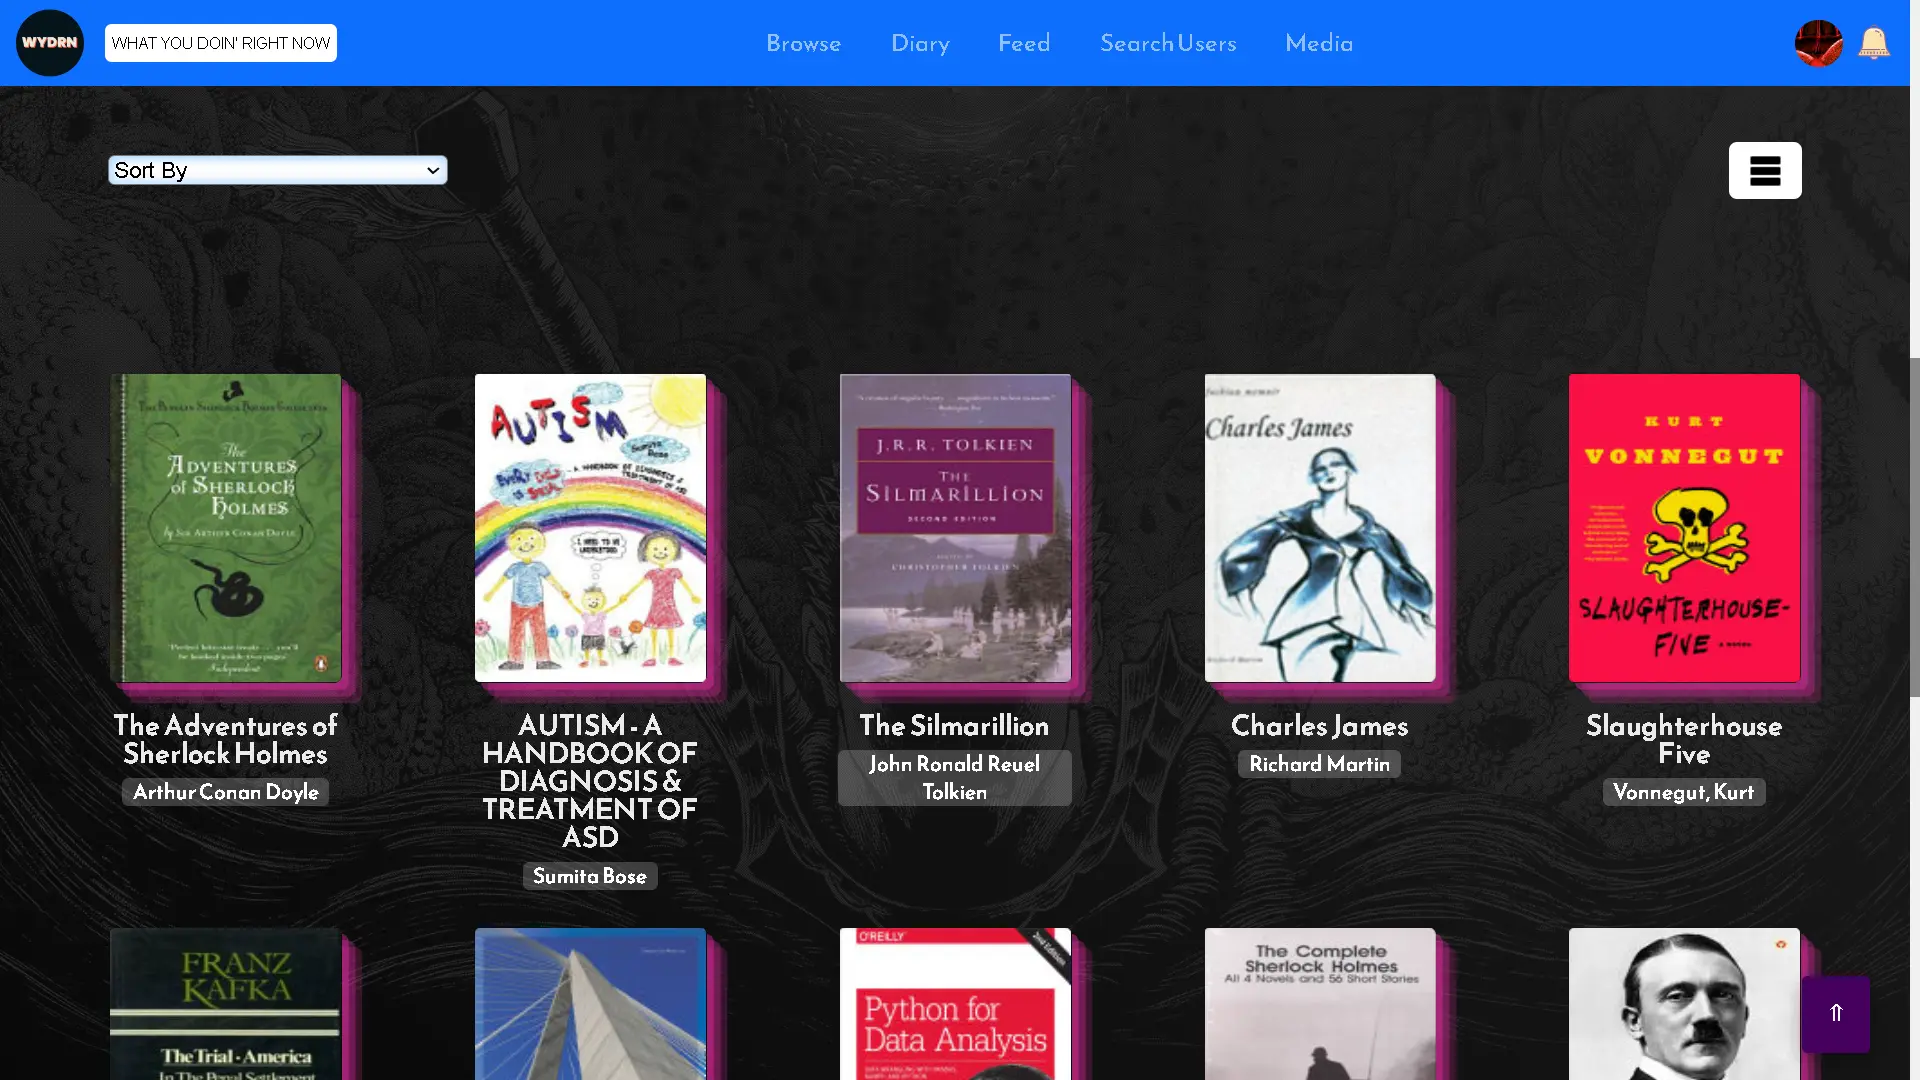 WYDRN
WHAT YOU DOIN' RIGHT NOW
Browse
Diary
Feed
Search Users
Media
Sort By
The
ADVENTURES
of SHERLOCK
HOLMES
by SIR ARTHUR CONAN DOYLE
Independent
The Adventures of
Sherlock Holmes
Arthur Conan Doyle
AUTISM
Sumita
Bose
EVERY CHILD
IS SPECIAL
- A HANDBOOK OF DIAGNOSIS &
TREATMENT OF ASD
I NEED TO BE
UNDERSTOOD
AUTISM - A
HANDBOOK OF
DIAGNOSIS &
TREATMENT OF
ASD
Sumita Bose
J.R.R. TOLKIEN
THE
SILMARILLION
SECOND EDITION
EDITED BY
CHRISTOPHER TOLKIEN
The Silmarillion
John Ronald Reuel
Tolkien
fashion memoir
Charles James
Richard Martin
Charles James
Richard Martin
KURT
VONNEGUT
SLAUGHTERHOUSE-
FIVE A NOVEL
Slaughterhouse
Five
Vonnegut, Kurt
FRANZ
KAFKA
The Trial · America
In The Penal Settlement
O'REILLY
2nd Edition
Python for
Data Analysis
The Complete
Sherlock Holmes
All 4 Novels and 56 Short Stories
⇑